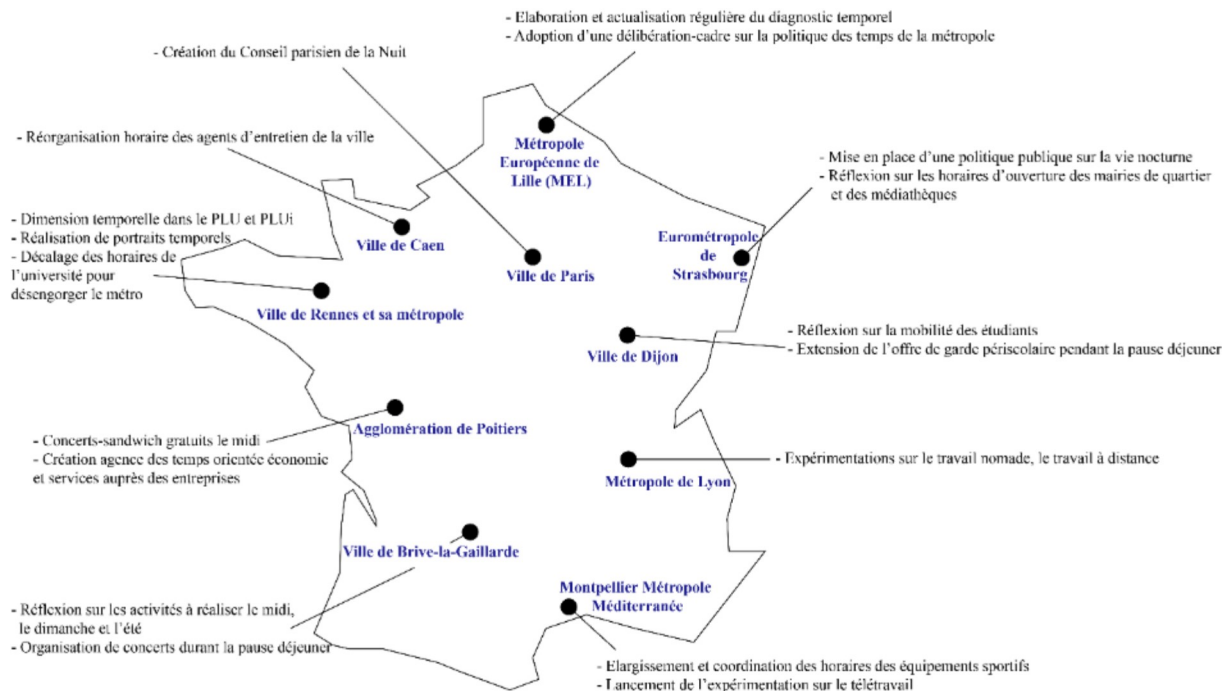 - Elaboration et actualisation régulière du diagnostic temporel
- Adoption d'une délibération-cadre sur la politique des temps de la métropole
- Création du Conseil parisien de la Nuit
- Réorganisation horaire des agents d'entretien de la ville
Métropole
Européenne de
Lille (MEL)
- Mise en place d'une politique publique sur la vie nocturne
- Réflexion sur les horaires d'ouverture des mairies de quartier
et des médiathèques
- Dimension temporelle dans le PLU et PLUi
- Réalisation de portraits temporels
- Décalage des horaires de
l'université pour
désengorger le métro
Ville de Caen
Ville de Paris
Eurométropole
de
Strasbourg
Ville de Rennes et sa métropole
Ville de Dijon
- Réflexion sur la mobilité des étudiants
- Extension de l'offre de garde périscolaire pendant la pause déjeuner
Agglomération de Poitiers
- Concerts-sandwich gratuits le midi
- Création agence des temps orientée économie
et services auprès des entreprises
- Expérimentations sur le travail nomade, le travail à distance
Métropole de Lyon
Ville de Brive-la-Gaillarde
Montpellier Métropole
Méditerranée
- Réflexion sur les activités à réaliser le midi,
le dimanche et l'été
- Organisation de concerts durant la pause déjeuner
- Elargissement et coordination des horaires des équipements sportifs
- Lancement de l'expérimentation sur le télétravail